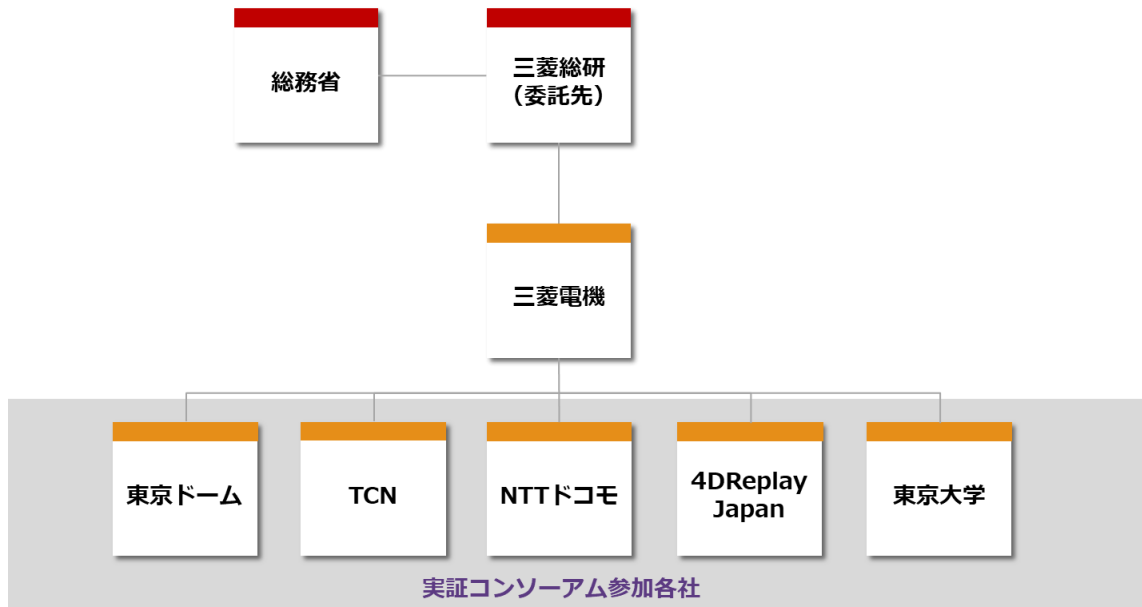 総務省
三菱総研
（委託先）
三菱電機
東京ドーム
TCN
NTTドコモ
4DReplay
Japan
東京大学
実証コンソーアム参加各社